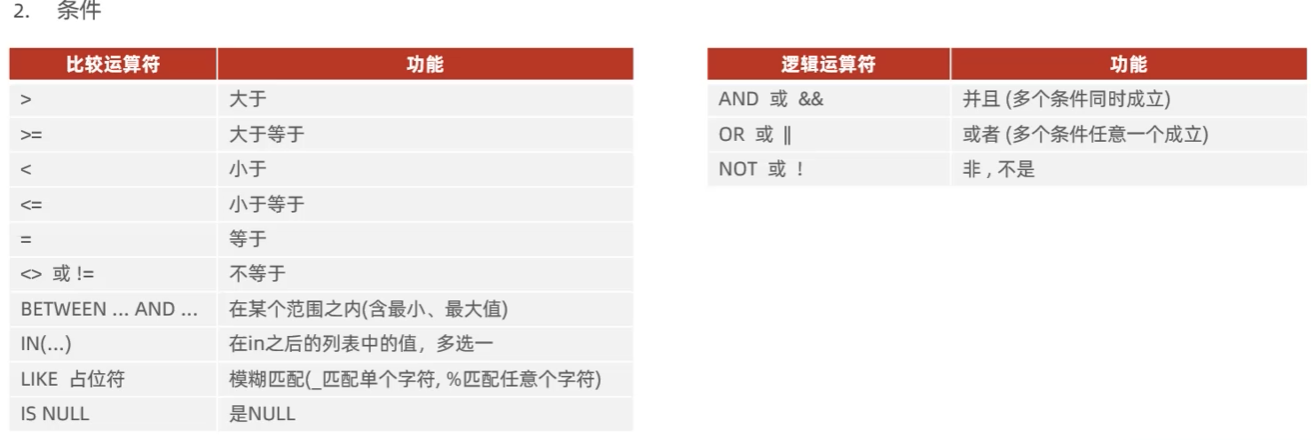 2. 条件
比较运算符 功能
> 大于
>= 大于等于
< 小于
<= 小于等于
= 等于
<> 或 != 不等于
BETWEEN ... AND ... 在某个范围之内(含最小、最大值)
IN(...) 在in之后的列表中的值，多选一
LIKE 占位符 模糊匹配(_匹配单个字符, %匹配任意个字符)
IS NULL 是NULL
逻辑运算符 功能
AND 或 && 并且 (多个条件同时成立)
OR 或 || 或者 (多个条件任意一个成立)
NOT 或 ! 非 , 不是